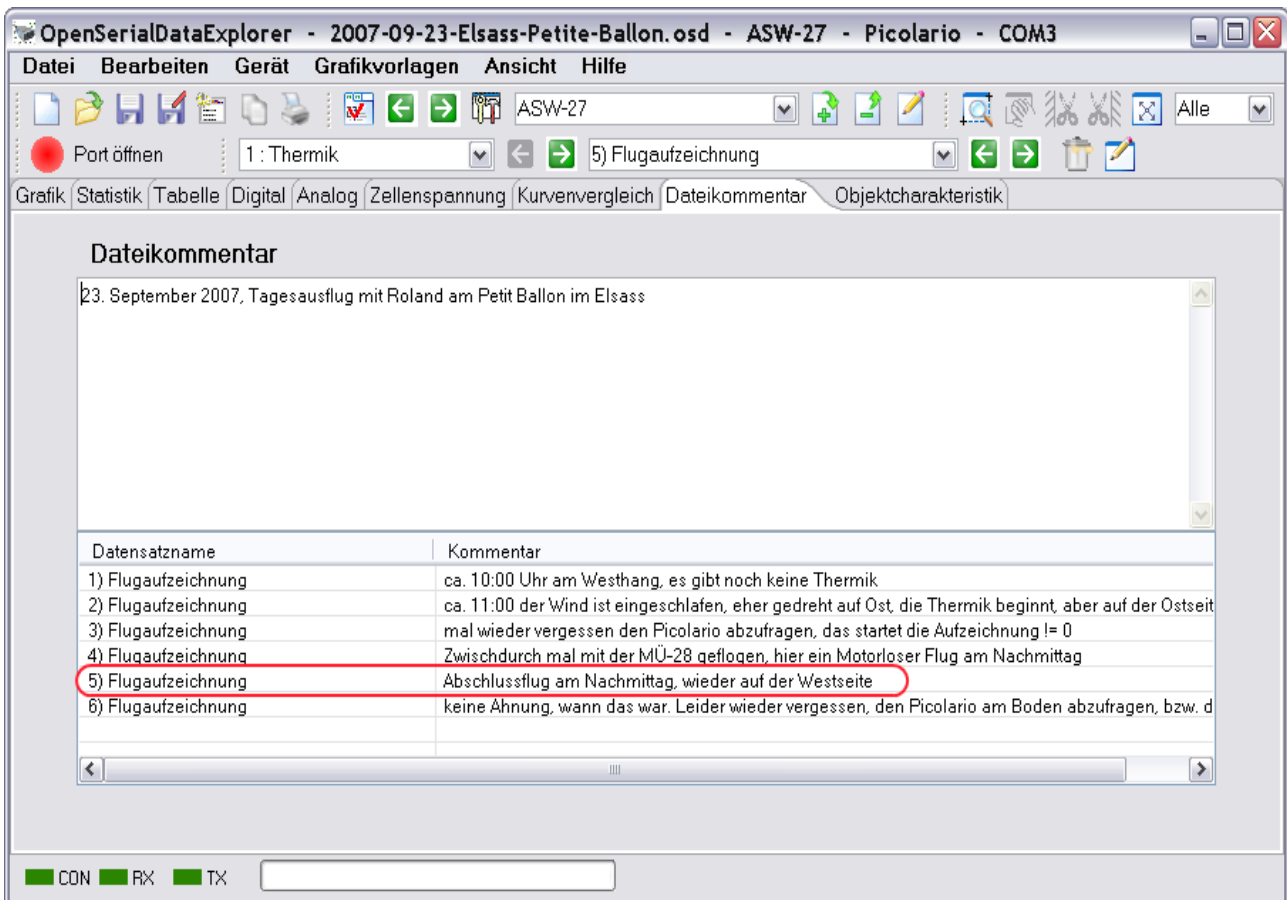 OpenSerialDataExplorer - 2007-09-23-Elsass-Petite-Ballon.osd - ASW-27 - Picolario - COM3
Datei Bearbeiten Gerät Grafikvorlagen Ansicht Hilfe
ASW-27 Alle
Port öffnen 1 : Thermik 5) Flugaufzeichnung
Grafik Statistik Tabelle Digital Analog Zellenspannung Kurvenvergleich Dateikommentar Objektcharakteristik
Dateikommentar
23. September 2007, Tagesausflug mit Roland am Petit Ballon im Elsass
Datensatzname Kommentar
1) Flugaufzeichnung ca. 10:00 Uhr am Westhang, es gibt noch keine Thermik
2) Flugaufzeichnung ca. 11:00 der Wind ist eingeschlafen, eher gedreht auf Ost, die Thermik beginnt, aber auf der Ostseit
3) Flugaufzeichnung mal wieder vergessen den Picolario abzufragen, das startet die Aufzeichnung != 0
4) Flugaufzeichnung Zwischdurch mal mit der MÜ-28 geflogen, hier ein Motorloser Flug am Nachmittag
5) Flugaufzeichnung Abschlussflug am Nachmittag, wieder auf der Westseite
6) Flugaufzeichnung keine Ahnung, wann das war. Leider wieder vergessen, den Picolario am Boden abzufragen, bzw. d
CON RX TX